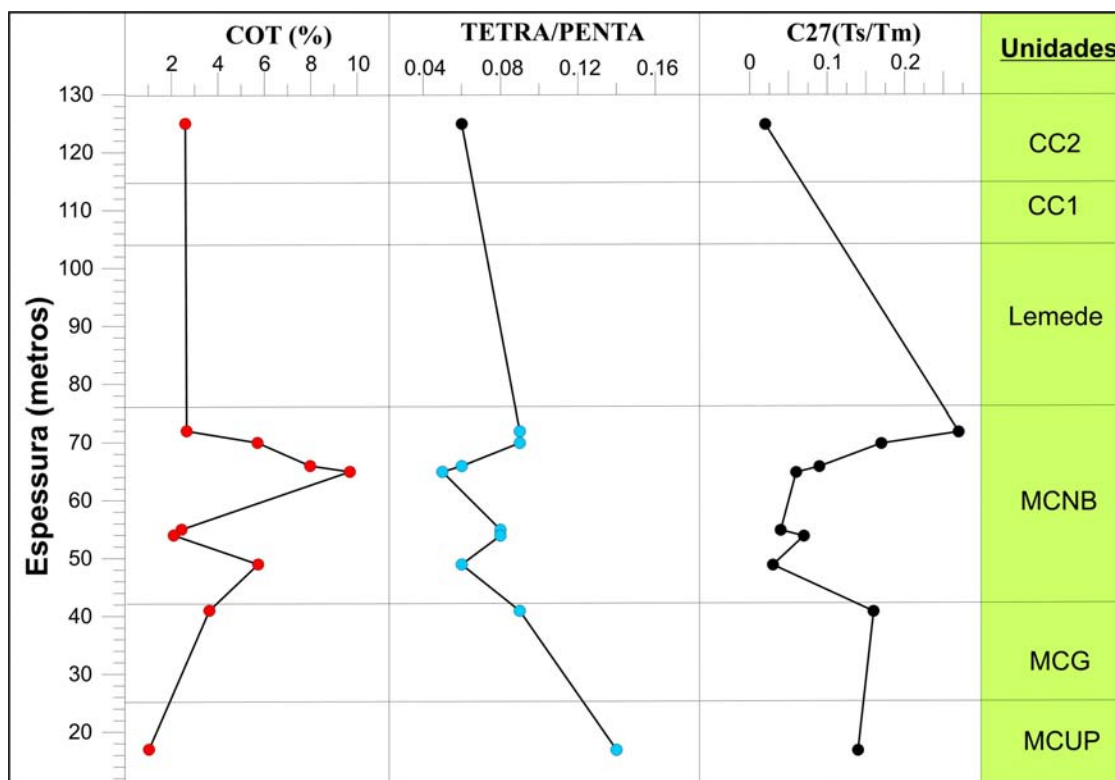 COT (%)
TETRA/PENTA
C27(Ts/Tm)
Unidades
2 4 6 8 10
0.04 0.08 0.12 0.16
0 0.1 0.2
Espessura (metros)
130
120
110
100
90
80
70
60
50
40
30
20
CC2
CC1
Lemede
MCNB
MCG
MCUP